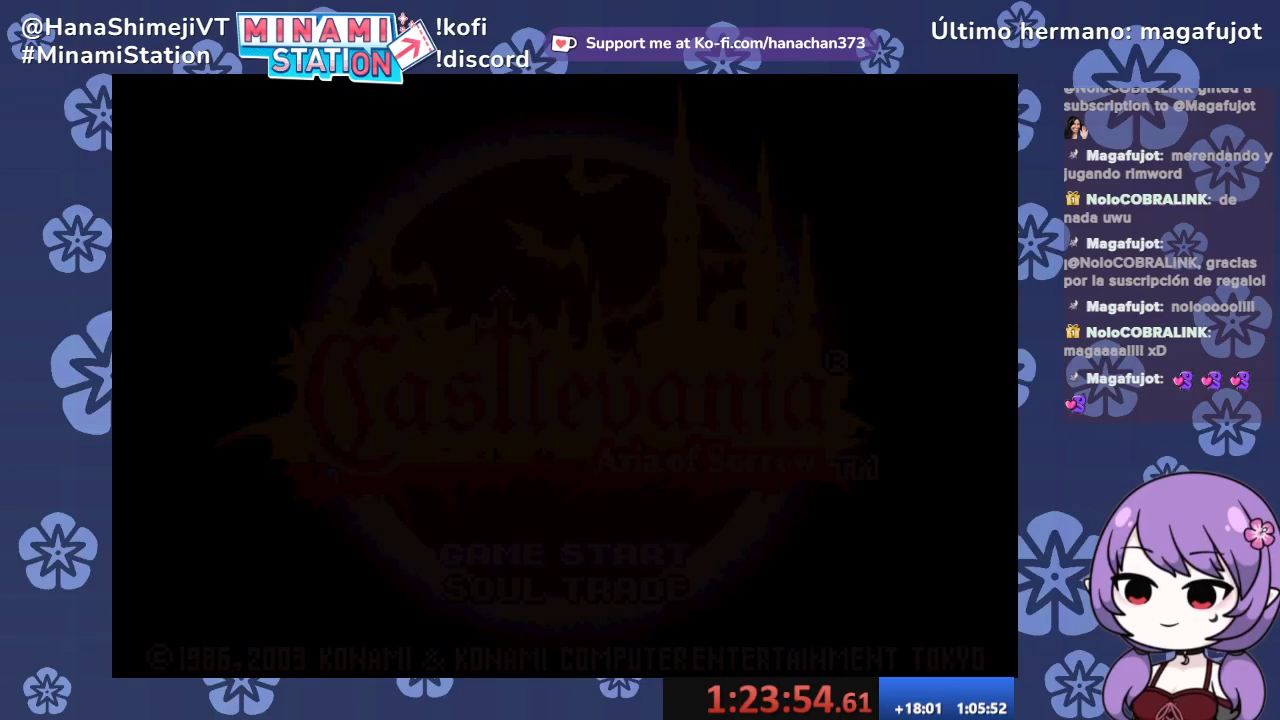 @HanaShimejiVT
#MinamiStation
MINAMI
STATION
!kofi
!discord
Support me at Ko-fi.com/hanachan373
Último hermano: magafujot
@NoloCOBRALINK gifted a
subscription to @Magafujot
Magafujot: merendando y
jugando rimword
NoloCOBRALINK: de
nada uwu
Magafujot:
¡@NoloCOBRALINK, gracias
por la suscripción de regalo!
Magafujot: nolooooo!!!!
NoloCOBRALINK:
magaaaa!!!! xD
Magafujot:
Castlevania®
Aria of Sorrow TM
GAME START
SOUL TRADE
©1986,2003 KONAMI & KONAMI COMPUTER ENTERTAINMENT TOKYO
1:23:54.61
+18:01 1:05:52